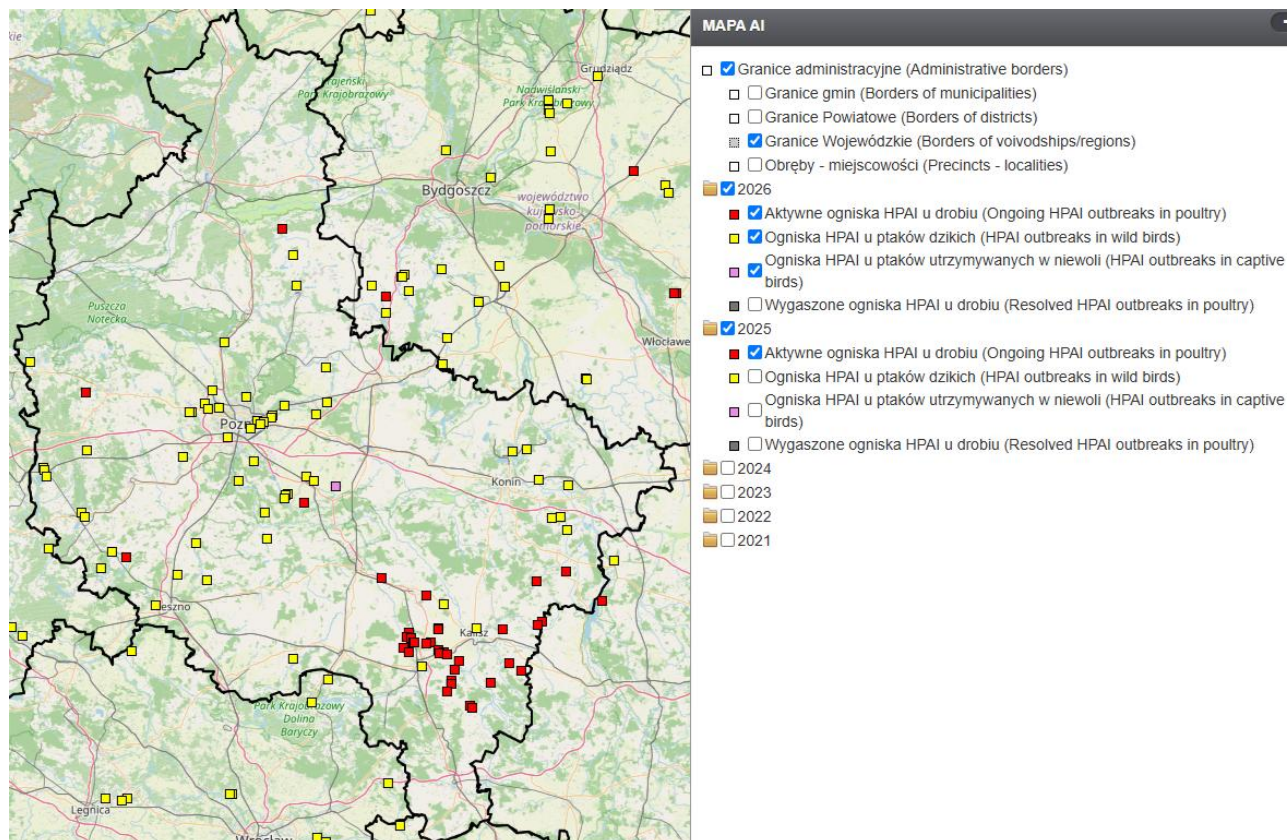 Grudziądz
Nadwiślański
Park Krajobrazowy
Park Krajobrazowy
Bydgoszcz
województwo
kujawsko-
pomorskie
Puszcza
Notecka
Konin
Kalisz
Park Krajobrazowy
Dolina
Baryczy
Legnica
MAPA AI
Granice administracyjne (Administrative borders)
Granice gmin (Borders of municipalities)
Granice Powiatowe (Borders of districts)
Granice Wojewódzkie (Borders of voivodships/regions)
Obręby - miejscowości (Precincts - localities)
2026
Aktywne ogniska HPAI u drobiu (Ongoing HPAI outbreaks in poultry)
Ogniska HPAI u ptaków dzikich (HPAI outbreaks in wild birds)
Ogniska HPAI u ptaków utrzymywanych w niewoli (HPAI outbreaks in captive
birds)
Wygaszone ogniska HPAI u drobiu (Resolved HPAI outbreaks in poultry)
2025
Aktywne ogniska HPAI u drobiu (Ongoing HPAI outbreaks in poultry)
Ogniska HPAI u ptaków dzikich (HPAI outbreaks in wild birds)
Ogniska HPAI u ptaków utrzymywanych w niewoli (HPAI outbreaks in captive
birds)
Wygaszone ogniska HPAI u drobiu (Resolved HPAI outbreaks in poultry)
2024
2023
2022
2021